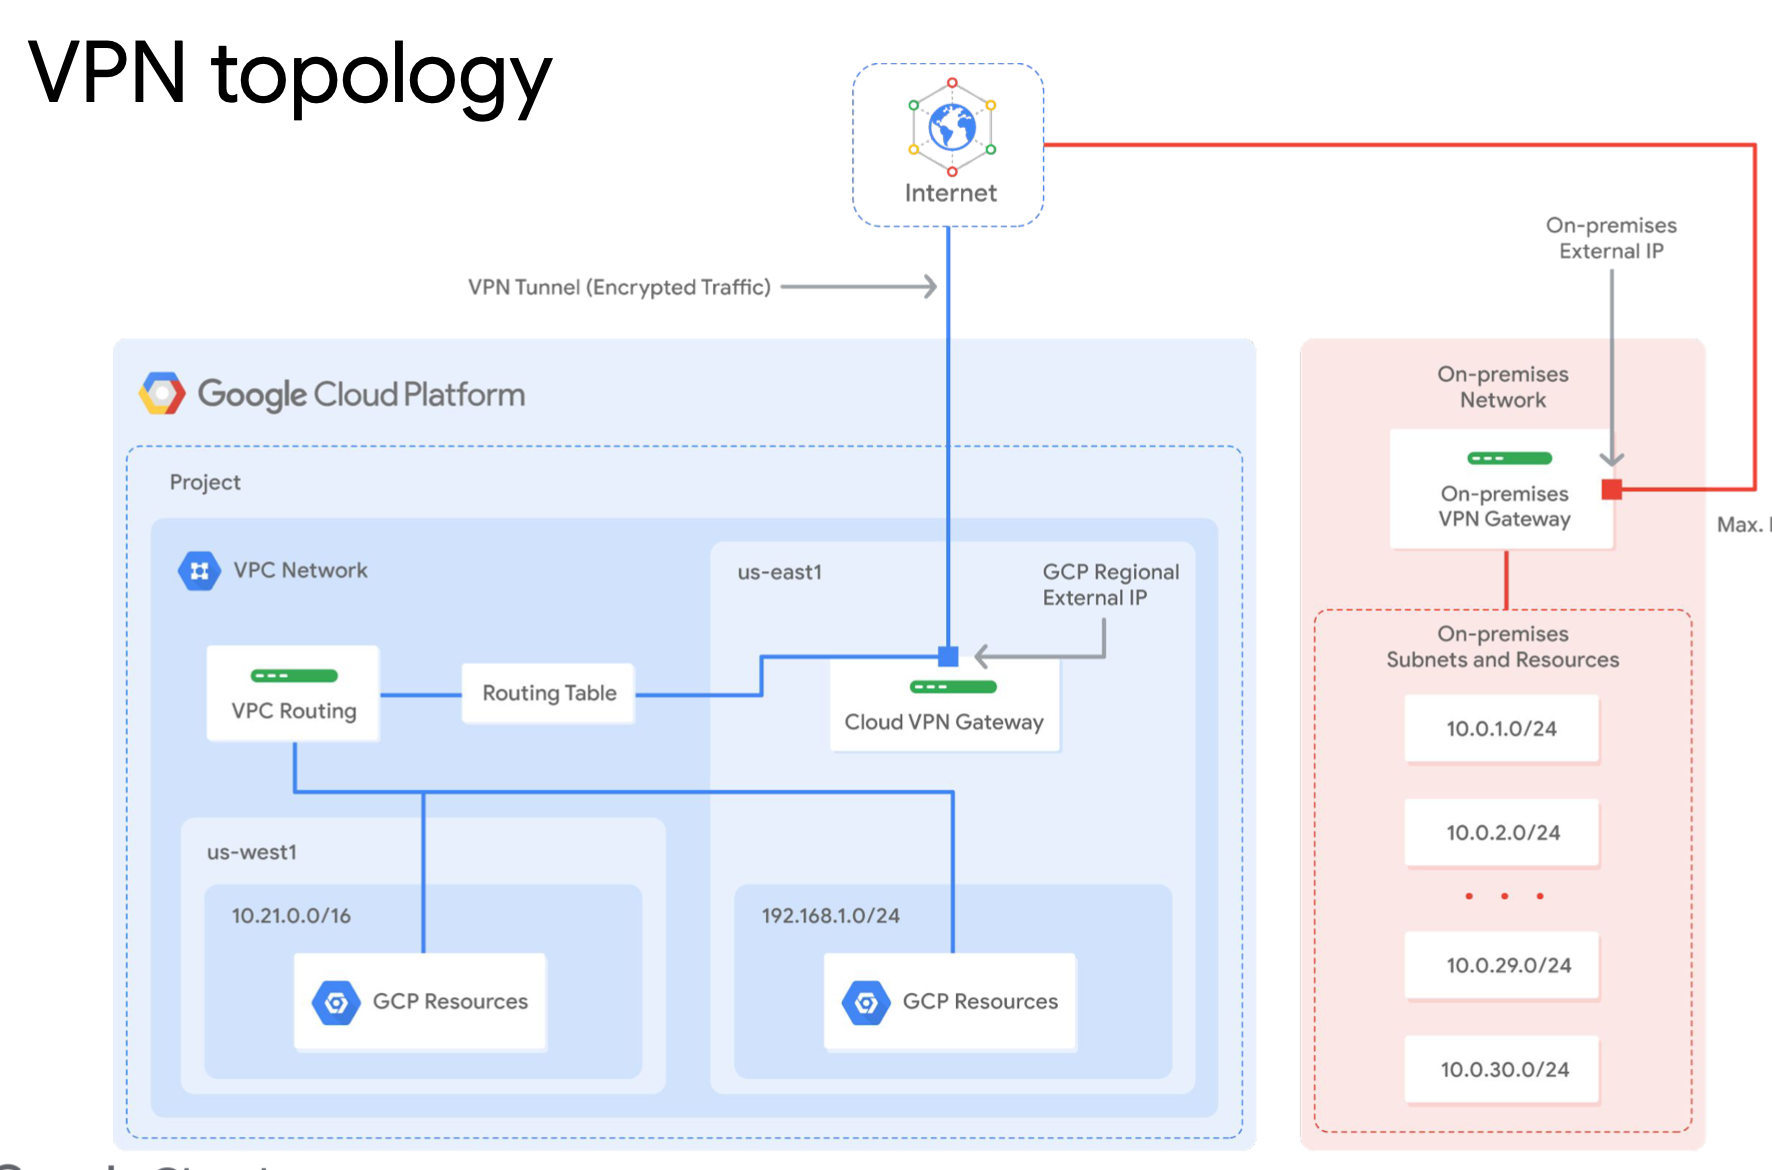 VPN topology
Internet
On-premises
External IP
VPN Tunnel (Encrypted Traffic)
Google Cloud Platform
Project
VPC Network
us-east1
GCP Regional
External IP
VPC Routing
Routing Table
Cloud VPN Gateway
us-west1
10.21.0.0/16
GCP Resources
192.168.1.0/24
GCP Resources
On-premises
Network
On-premises
VPN Gateway
Max.
On-premises
Subnets and Resources
10.0.1.0/24
10.0.2.0/24
. . .
10.0.29.0/24
10.0.30.0/24